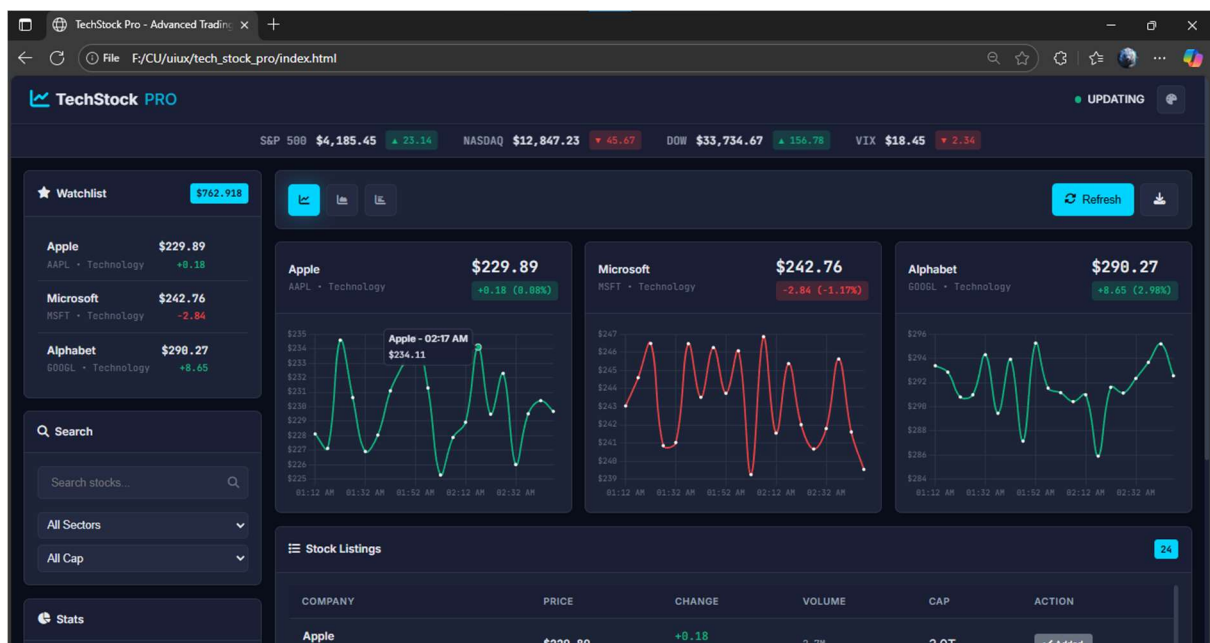 TechStock Pro - Advanced Trading
File F:/CU/uiux/tech_stock_pro/index.html
TechStock PRO
UPDATING
S&P 500 $4,185.45 ▲ 23.14 NASDAQ $12,847.23 ▼ 45.67 DOW $33,734.67 ▲ 156.78 VIX $18.45 ▼ 2.34
Watchlist $762.918
Apple $229.89
AAPL • Technology +0.18
Microsoft $242.76
MSFT • Technology -2.84
Alphabet $290.27
GOOGL • Technology +8.65
Search
Search stocks...
All Sectors
All Cap
Stats
Refresh
Apple $229.89
AAPL • Technology +0.18 (0.08%)
$235
$234
$233
$232
$231
$230
$229
$228
$227
$226
$225
Apple - 02:17 AM
$234.11
01:12 AM 01:32 AM 01:52 AM 02:12 AM 02:32 AM
Microsoft $242.76
MSFT • Technology -2.84 (-1.17%)
$247
$246
$245
$244
$243
$242
$241
$240
$239
01:12 AM 01:32 AM 01:52 AM 02:12 AM 02:32 AM
Alphabet $290.27
GOOGL • Technology +8.65 (2.98%)
$296
$294
$292
$290
$288
$286
$284
01:12 AM 01:32 AM 01:52 AM 02:12 AM 02:32 AM
Stock Listings 24
COMPANY PRICE CHANGE VOLUME CAP ACTION
Apple $229.89 +0.18 2.7M Added